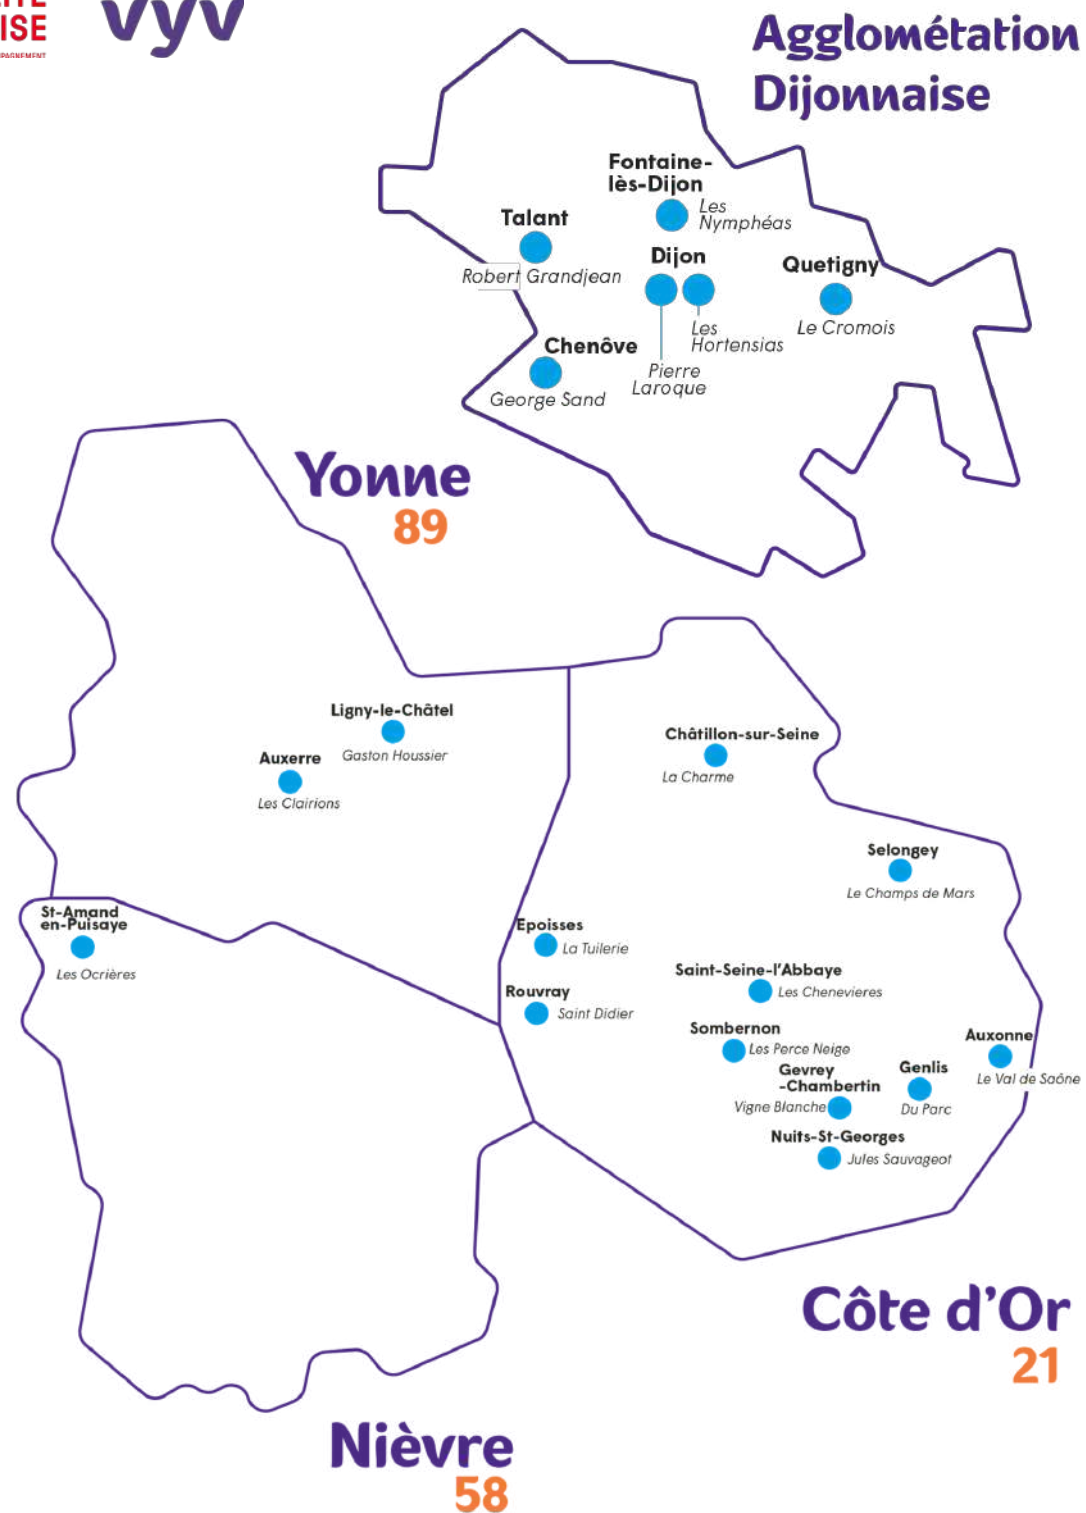 ISE
vyv
Agglométation
Dijonnaise
Fontaine-
lès-Dijon
Les
Nymphéas
Talant
Robert Grandjean
Dijon
Les
Hortensias
Pierre
Laroque
Quetigny
Le Cromois
Chenôve
George Sand
Yonne
89
Ligny-le-Châtel
Gaston Houssier
Auxerre
Les Clairions
Châtillon-sur-Seine
La Charme
Selongey
Le Champs de Mars
St-Amand
en-Puisaye
Les Ocrières
Epoisses
La Tuilerie
Rouvray
Saint Didier
Saint-Seine-l'Abbaye
Les Chenevieres
Sombernon
Les Perce Neige
Gevrey
-Chambertin
Vigne Blanche
Genlis
Du Parc
Auxonne
Le Val de Saône
Nuits-St-Georges
Jules Sauvageot
Côte d'Or
21
Nièvre
58